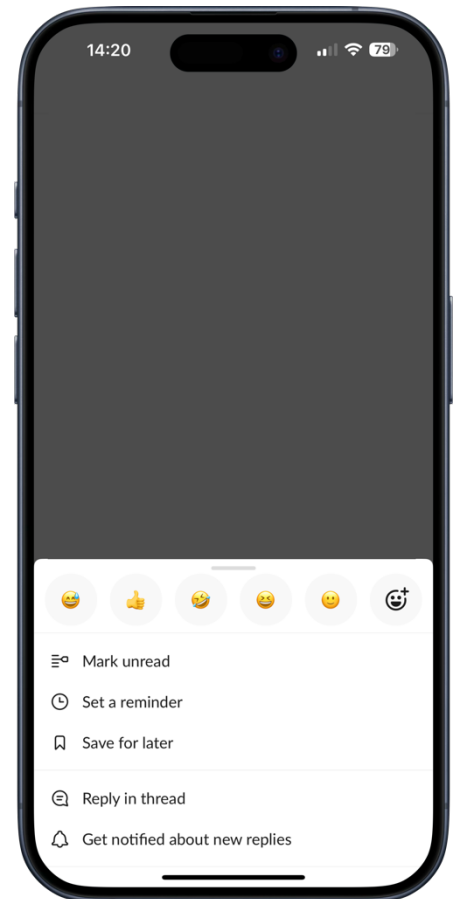 14:20
79
Mark unread
Set a reminder
Save for later
Reply in thread
Get notified about new replies